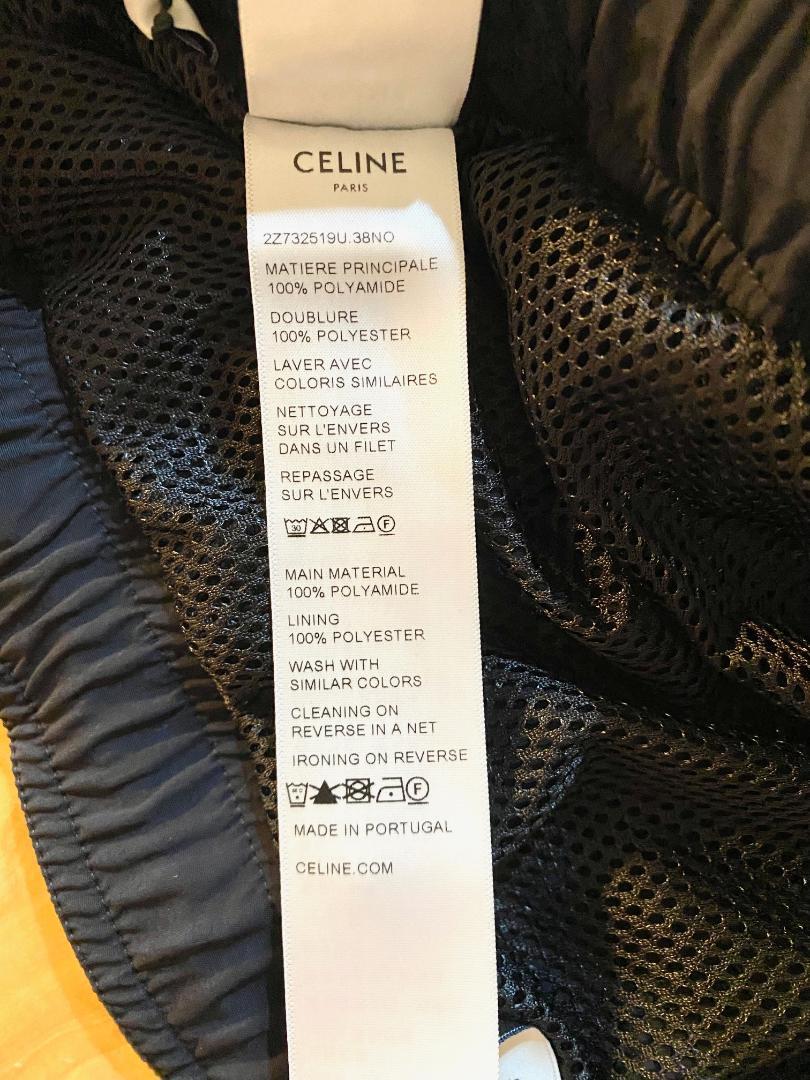 CELINE
PARIS
2Z732519U.38NO
MATIERE PRINCIPALE
100% POLYAMIDE
DOUBLURE
100% POLYESTER
LAVER AVEC
COLORIS SIMILAIRES
NETTOYAGE
SUR L'ENVERS
DANS UN FILET
REPASSAGE
SUR L'ENVERS
30 F
MAIN MATERIAL
100% POLYAMIDE
LINING
100% POLYESTER
WASH WITH
SIMILAR COLORS
CLEANING ON
REVERSE IN A NET
IRONING ON REVERSE
F
MADE IN PORTUGAL
CELINE.COM